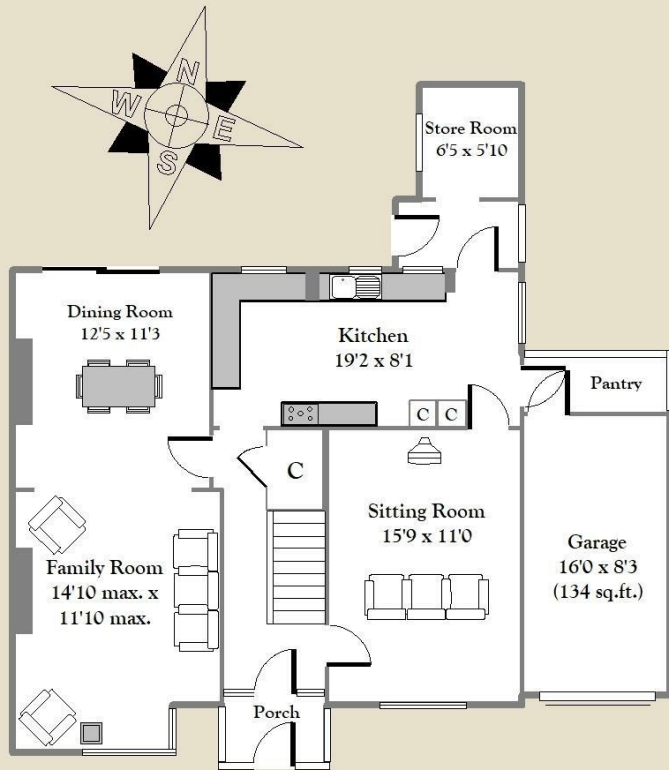 N
W
E
S
Store Room
6'5 x 5'10
Dining Room
12'5 x 11'3
Kitchen
19'2 x 8'1
Pantry
C C
C
Sitting Room
15'9 x 11'0
Garage
16'0 x 8'3
(134 sq.ft.)
Family Room
14'10 max. x
11'10 max.
Porch